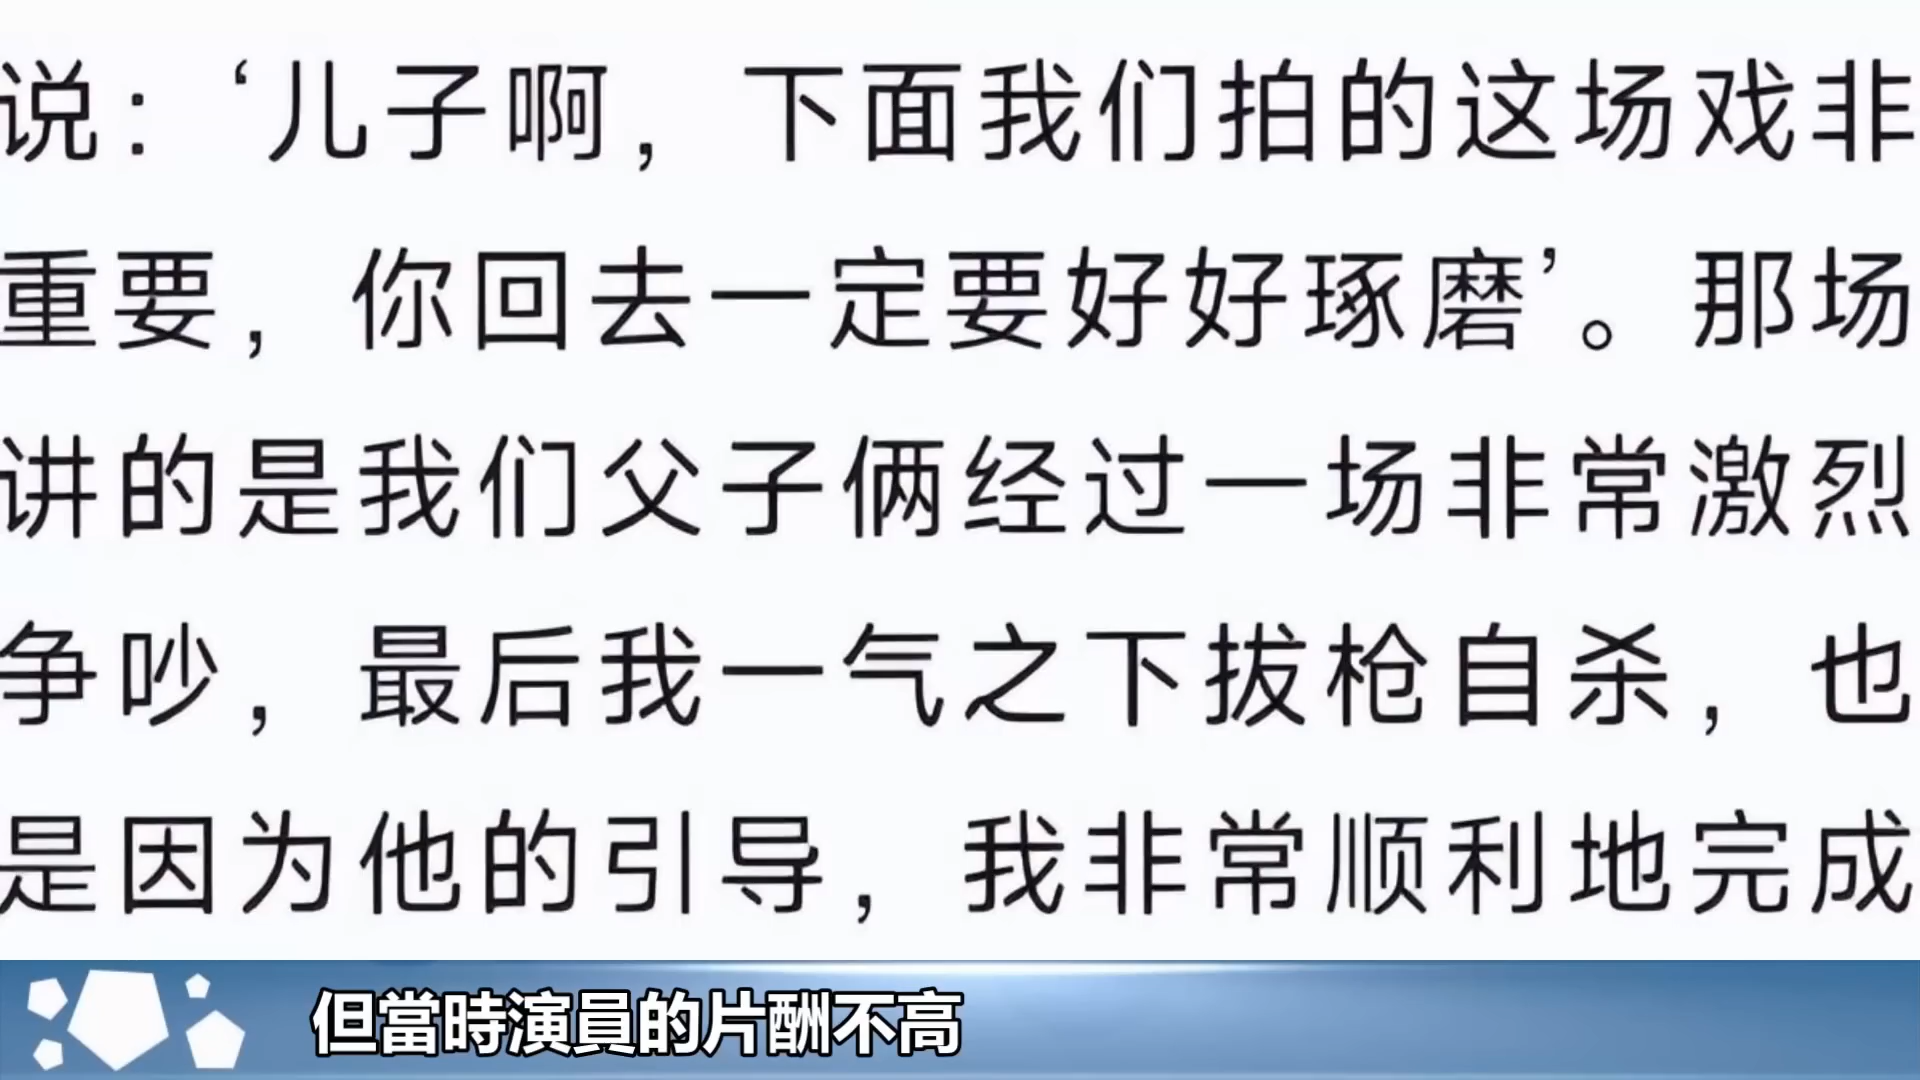 说：‘儿子啊，下面我们拍的这场戏非
重要，你回去一定要好好琢磨’。那场
讲的是我们父子俩经过一场非常激烈
争吵，最后我一气之下拔枪自杀，也
是因为他的引导，我非常顺利地完成
但當時演員的片酬不高